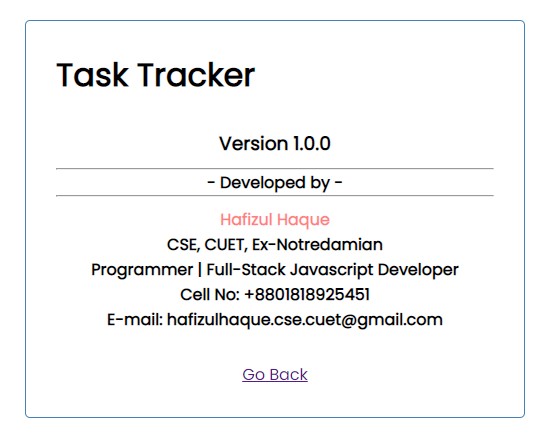 Task Tracker
Version 1.0.0
- Developed by -
Hafizul Haque
CSE, CUET, Ex-Notredamian
Programmer | Full-Stack Javascript Developer
Cell No: +8801818925451
E-mail: hafizulhaque.cse.cuet@gmail.com
Go Back